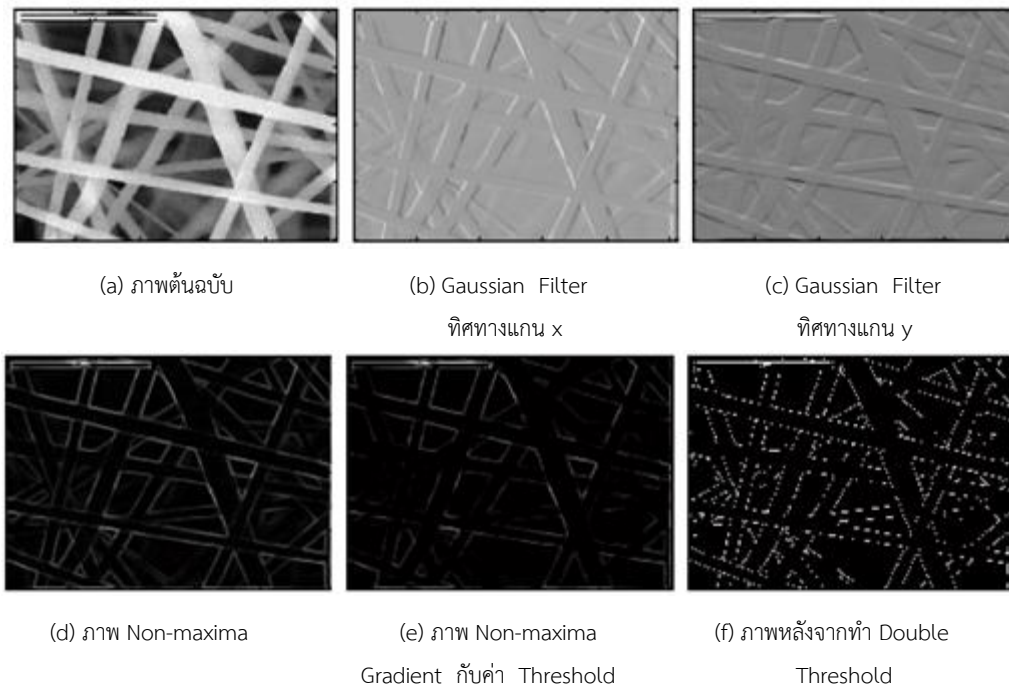 (a) ภาพต้นฉบับ
(b) Gaussian Filter
ทิศทางแกน x
(c) Gaussian Filter
ทิศทางแกน y
(d) ภาพ Non-maxima
(e) ภาพ Non-maxima
Gradient กับค่า Threshold
(f) ภาพหลังจากทำ Double
Threshold